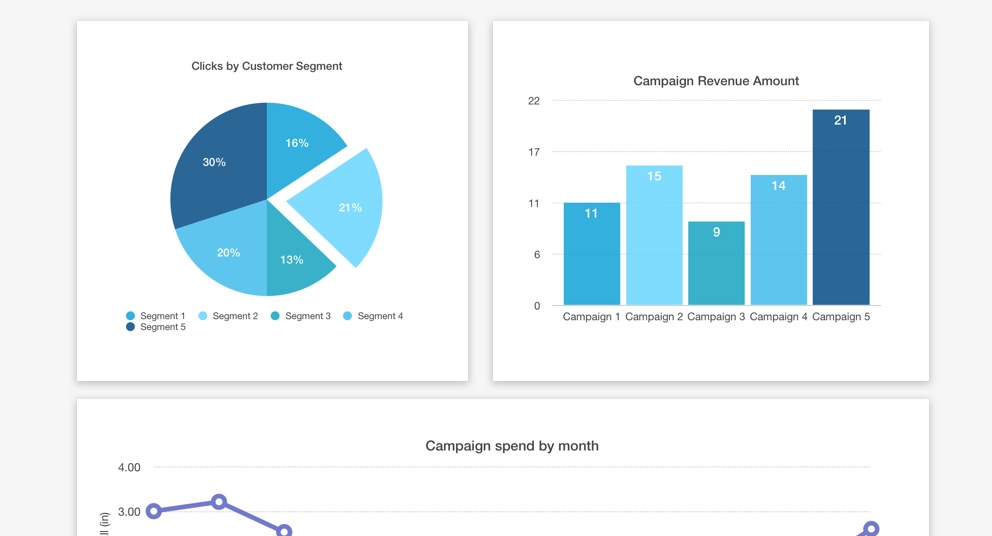 Clicks by Customer Segment
16%
30%
21%
20%
13%
Segment 1 Segment 2 Segment 3 Segment 4
Segment 5
Campaign Revenue Amount
22
21
17
15
14
11
11
9
6
0
Campaign 1 Campaign 2 Campaign 3 Campaign 4 Campaign 5
Campaign spend by month
4.00
3.00
(in)